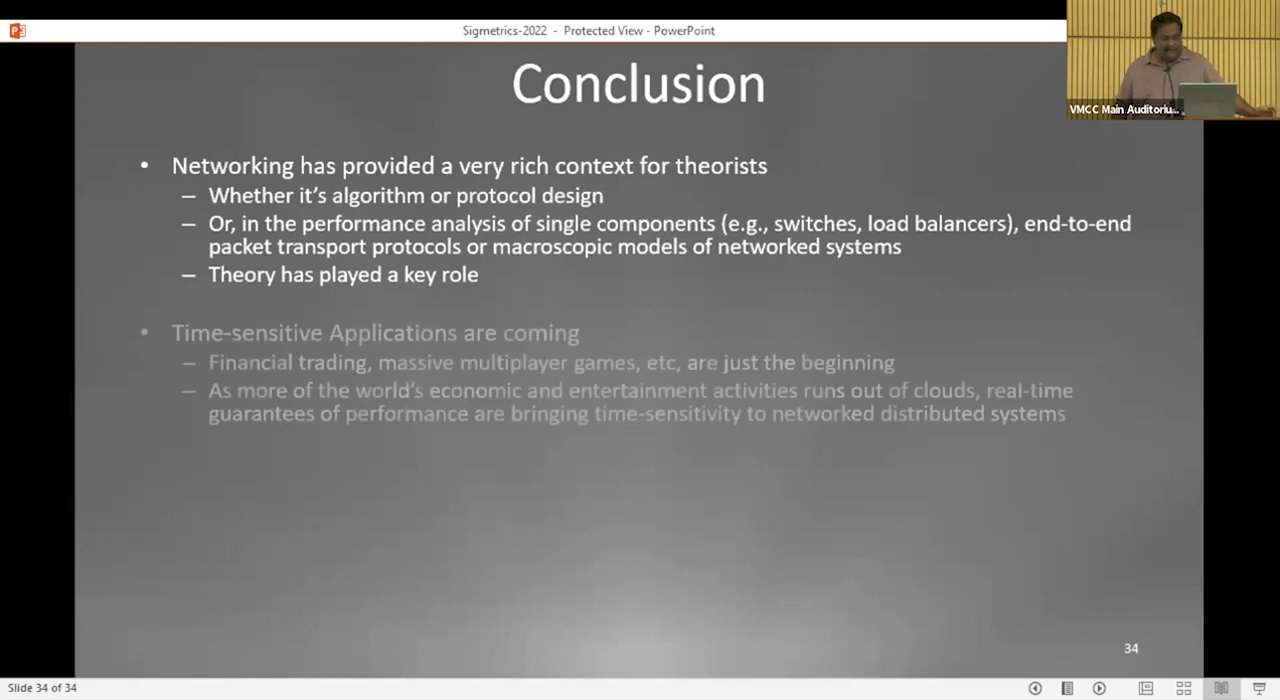 Sigmetrics-2022 - Protected View - PowerPoint
VMCC Main Auditoriu...
Conclusion
• Networking has provided a very rich context for theorists
– Whether it's algorithm or protocol design
– Or, in the performance analysis of single components (e.g., switches, load balancers), end-to-end
packet transport protocols or macroscopic models of networked systems
– Theory has played a key role
• Time-sensitive Applications are coming
– Financial trading, massive multiplayer games, etc, are just the beginning
– As more of the world's economic and entertainment activities runs out of clouds, real-time
guarantees of performance are bringing time-sensitivity to networked distributed systems
34
Slide 34 of 34